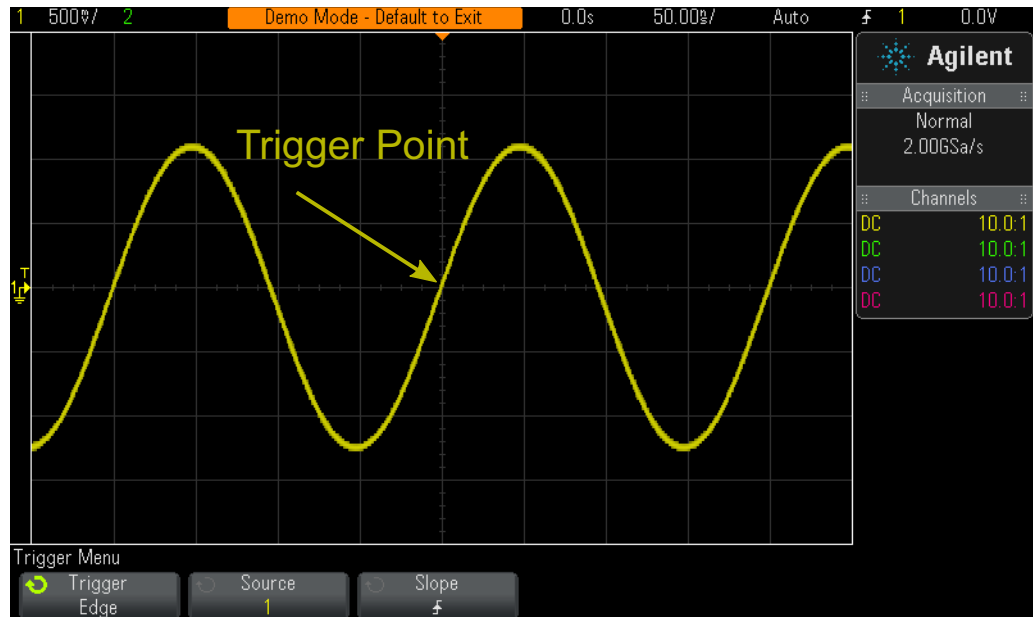 1 500mV/ 2 Demo Mode - Default to Exit 0.0s 50.00ns/ Auto 1 0.0V
Agilent
Acquisition
Normal
2.00GSa/s
Channels
DC 10.0:1
DC 10.0:1
DC 10.0:1
DC 10.0:1
Trigger Point
T
1
Trigger Menu
Trigger Source Slope
Edge 1